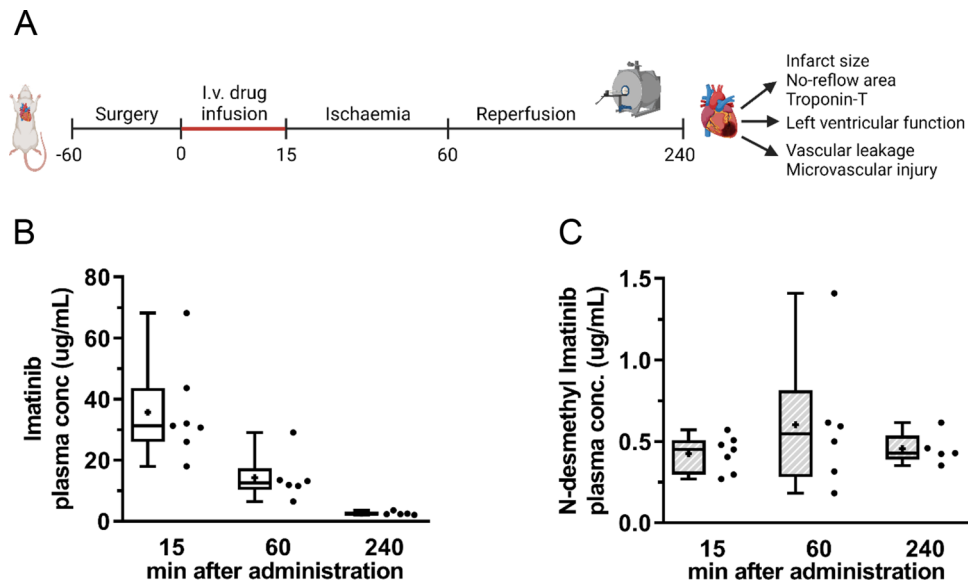 A
Surgery
I.v. drug
infusion
Ischaemia
Reperfusion
-60
0
15
60
240
Infarct size
No-reflow area
Troponin-T
Left ventricular function
Vascular leakage
Microvascular injury
B
Imatinib
plasma conc (ug/mL)
80
60
40
20
0
15
60
240
min after administration
C
N-desmethyl Imatinib
plasma conc. (ug/mL)
1.5
1.0
0.5
0.0
15
60
240
min after administration